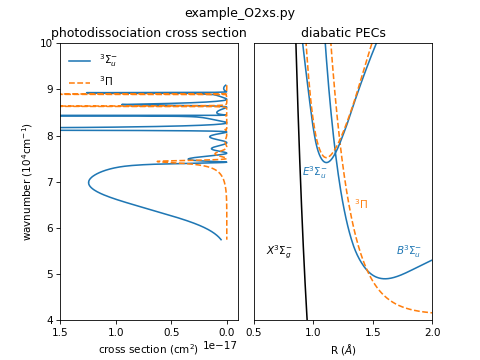 example_O2xs.py
photodissociation cross section
diabatic PECs
10
9
8
7
6
5
4
wavnumber (10⁴cm⁻¹)
³Σᵤ⁻
³Π
1.5 1.0 0.5 0.0
1e−17
cross section (cm²)
E³Σᵤ⁻
³Π
X³Σg⁻
B³Σᵤ⁻
0.5 1.0 1.5 2.0
R (Å)